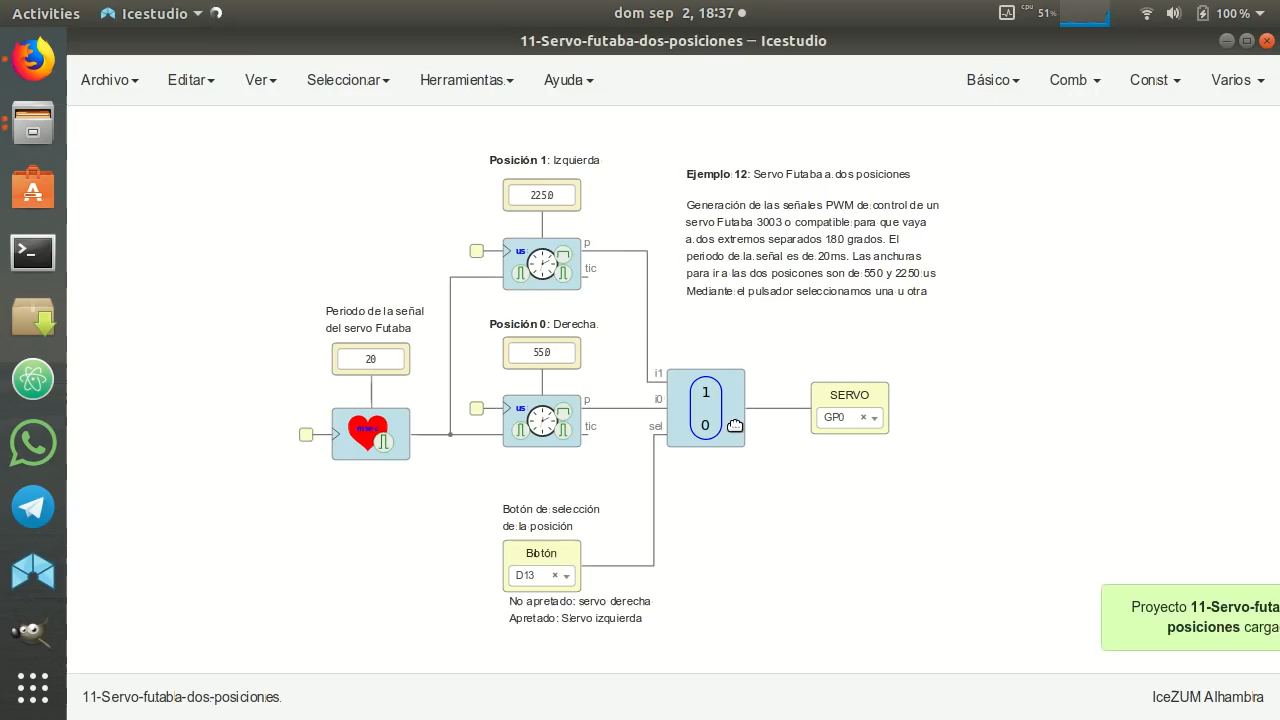 Activities
Icestudio
dom sep 2, 18:37
cpu 51%
100 %
11-Servo-futaba-dos-posiciones — Icestudio
Archivo Editar Ver Seleccionar Herramientas Ayuda Básico Comb Const Varios
Posición 1: Izquierda
2250
us
p
tic
Ejemplo 12: Servo Futaba a dos posiciones
Generación de las señales PWM de control de un
servo Futaba 3003 o compatible para que vaya
a dos extremos separados 180 grados. El
periodo de la señal es de 20ms. Las anchuras
para ir a las dos posicones son de 550 y 2250 us
Mediante el pulsador seleccionamos una u otra
Periodo de la señal
del servo Futaba
20
msec
Posición 0: Derecha.
550
us
p
tic
i1
i0
sel
1
0
SERVO
GP0 ×
Botón de selección
de la posición
Botón
D13 ×
No apretado: servo derecha
Apretado: Servo izquierda
Proyecto 11-Servo-futa
posiciones carga
11-Servo-futaba-dos-posiciones.
IceZUM Alhambra